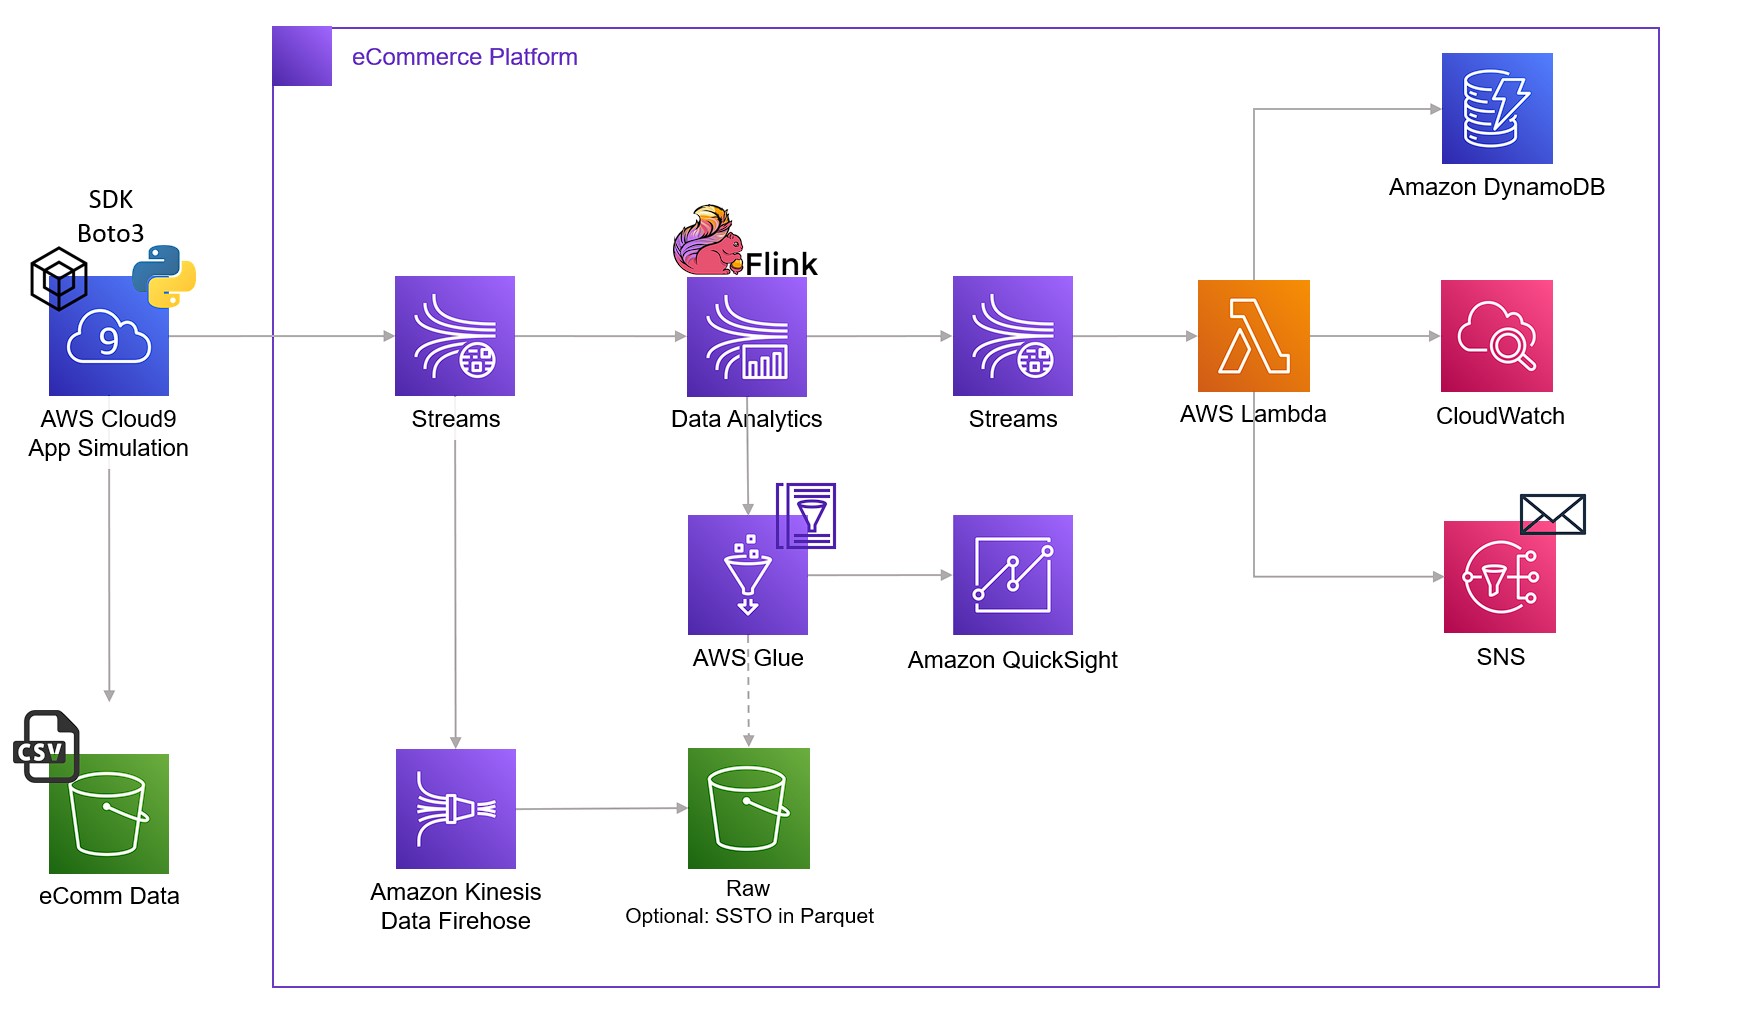 eCommerce Platform
Amazon DynamoDB
SDK
Boto3
Flink
9
AWS Cloud9
App Simulation
Streams
Data Analytics
Streams
AWS Lambda
CloudWatch
AWS Glue
Amazon QuickSight
SNS
CSV
eComm Data
Amazon Kinesis
Data Firehose
Raw
Optional: SSTO in Parquet